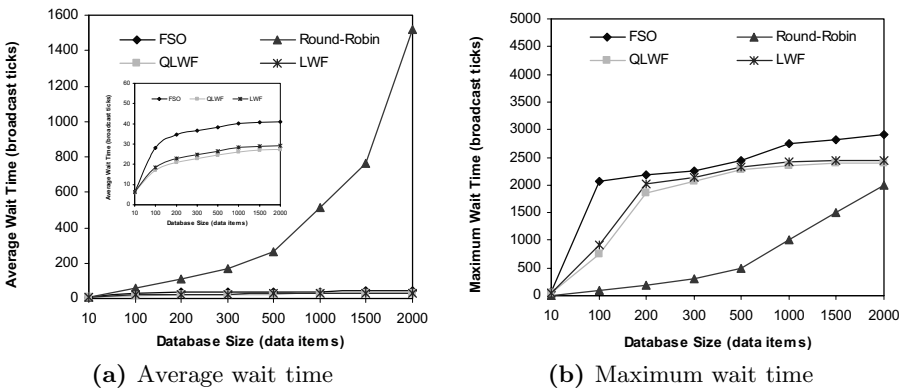 1600
1400
1200
1000
800
600
400
200
0
Average Wait Time (broadcast ticks)
FSO
Round-Robin
QLWF
LWF
60
50
40
30
20
10
0
Average Wait Time (broadcast ticks)
FSO QLWF LWF
10 100 200 300 500 1000 1500 2000
Database Size (data items)
10 100 200 300 500 1000 1500 2000
Database Size (data items)
(a) Average wait time
5000
4500
4000
3500
3000
2500
2000
1500
1000
500
0
Maximum Wait Time (broadcast ticks)
FSO
Round-Robin
QLWF
LWF
10 100 200 300 500 1000 1500 2000
Database Size (data items)
(b) Maximum wait time